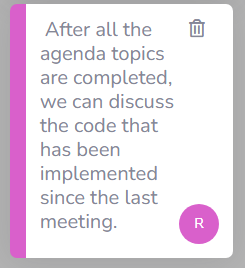 After all the
agenda topics
are completed,
we can discuss
the code that
has been
implemented
since the last
meeting.
R